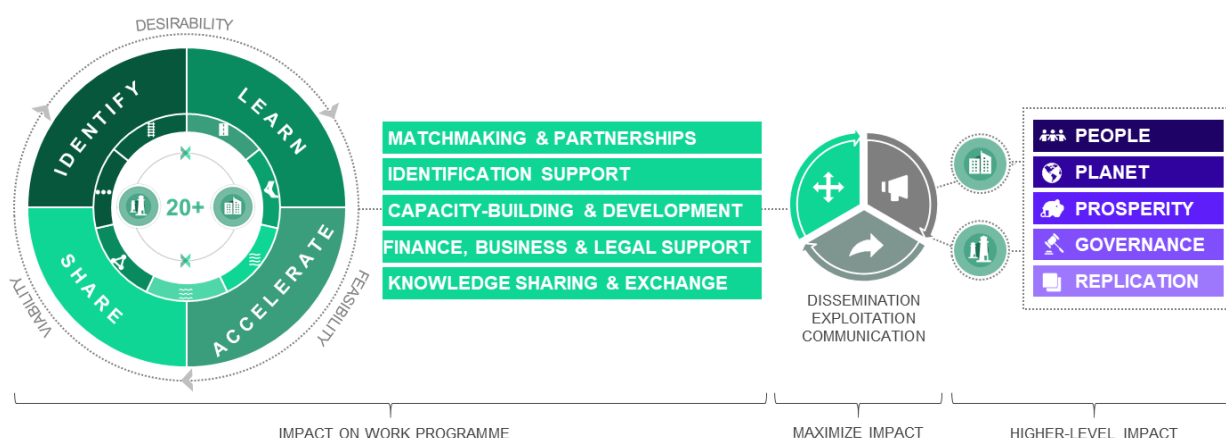 DESIRABILITY
IDENTIFY
LEARN
20+
SHARE
ACCELERATE
VIABILITY
FEASIBILITY
MATCHMAKING & PARTNERSHIPS
IDENTIFICATION SUPPORT
CAPACITY-BUILDING & DEVELOPMENT
FINANCE, BUSINESS & LEGAL SUPPORT
KNOWLEDGE SHARING & EXCHANGE
DISSEMINATION
EXPLOITATION
COMMUNICATION
PEOPLE
PLANET
PROSPERITY
GOVERNANCE
REPLICATION
IMPACT ON WORK PROGRAMME
MAXIMIZE IMPACT
HIGHER-LEVEL IMPACT